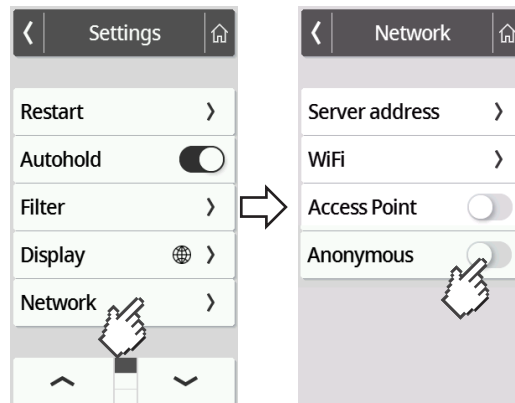 Settings
Restart
Autohold
Filter
Display
Network
Network
Server address
WiFi
Access Point
Anonymous